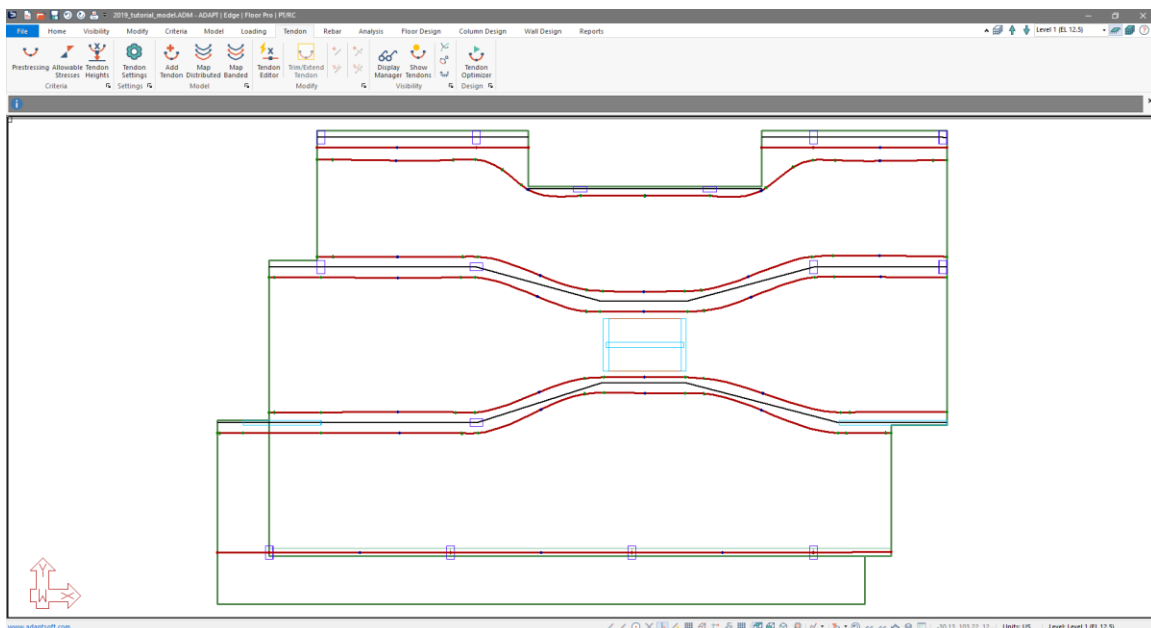 2019_tutorial_model.ADM - ADAPT | Edge | Floor Pro | PT/RC
File Home Visibility Modify Criteria Model Loading Tendon Rebar Analysis Floor Design Column Design Wall Design Reports
Level 1 (EL 12.5)
Prestressing Allowable Stresses Tendon Heights Tendon Settings Add Tendon Map Distributed Map Banded Tendon Editor Trim/Extend Tendon Display Manager Show Tendons Tendon Optimizer
Criteria Settings Model Modify Visibility Design
Y
W X
www.adaptsoft.com
Units: US Level: Level 1 (EL 12.5)